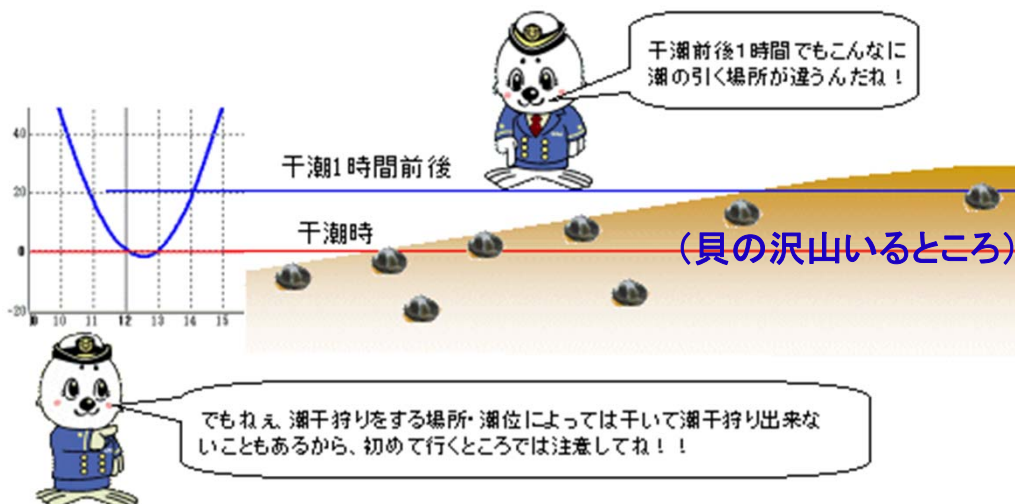 干潮前後1時間でもこんなに
潮の引く場所が違うんだね！
干潮1時間前後
干潮時
(貝の沢山いるところ)
40
20
0
-20
10 11 12 13 14 15
でもねぇ、潮干狩りをする場所・潮位によっては干いて潮干狩り出来な
いこともあるから、初めて行くところでは注意してね！！